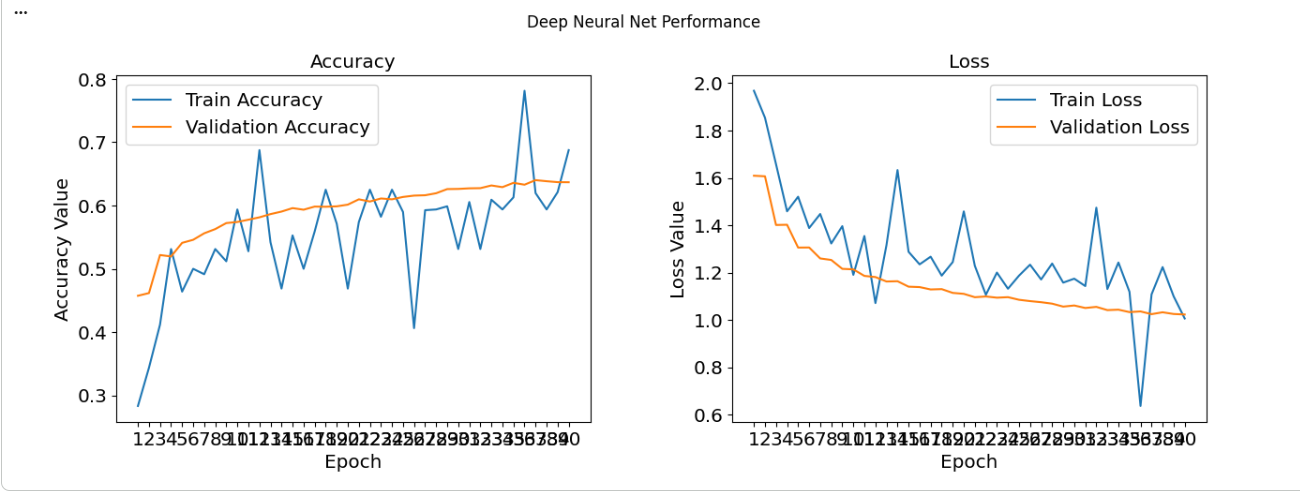 ...
Deep Neural Net Performance
Accuracy
Train Accuracy
Validation Accuracy
0.8
0.7
0.6
0.5
0.4
0.3
Accuracy Value
Epoch
Loss
Train Loss
Validation Loss
2.0
1.8
1.6
1.4
1.2
1.0
0.8
0.6
Loss Value
Epoch